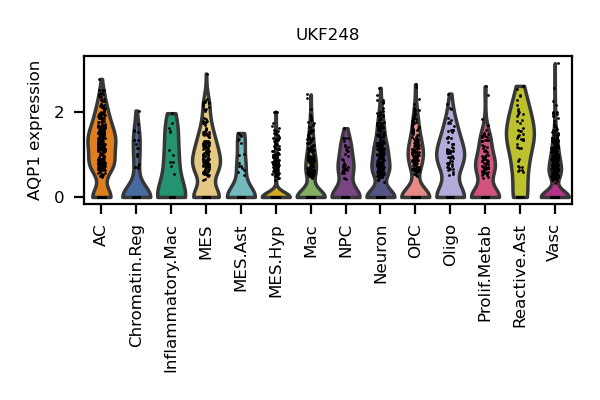 UKF248
AQP1 expression
2
0
AC
Chromatin.Reg
Inflammatory.Mac
MES
MES.Ast
MES.Hyp
Mac
NPC
Neuron
OPC
Oligo
Prolif.Metab
Reactive.Ast
Vasc